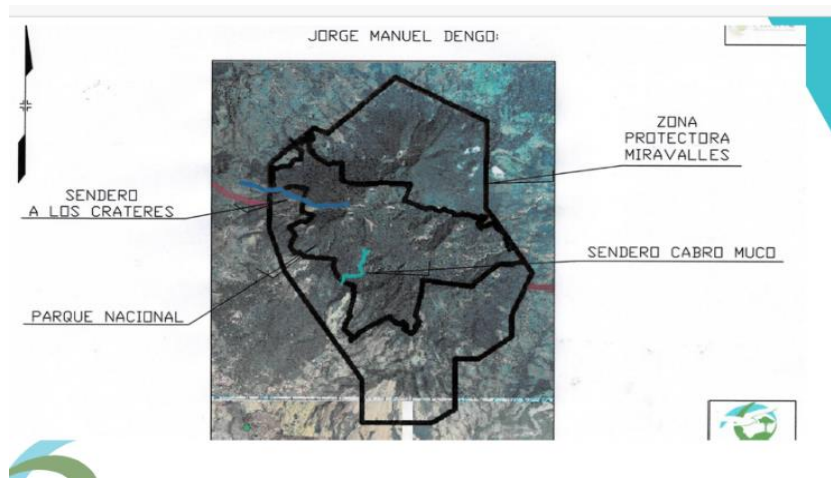 JORGE MANUEL DENGO:
ZONA
PROTECTORA
MIRAVALLES
SENDERO
A LOS CRATERES
SENDERO CABRO MUCO
PARQUE NACIONAL